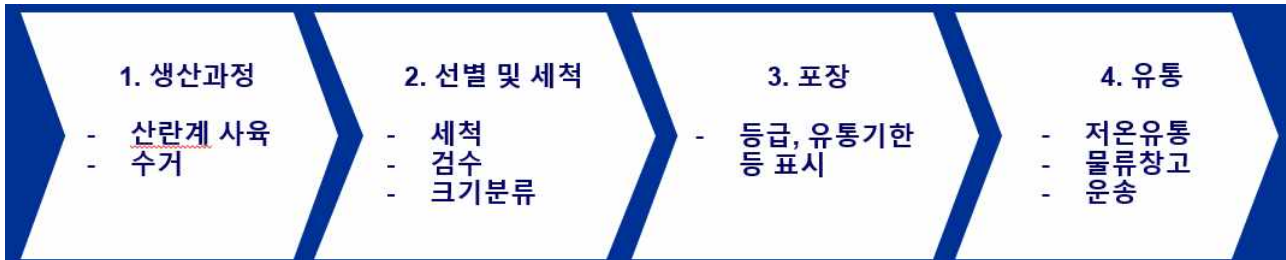 1. 생산과정
- 산란계 사육
- 수거
2. 선별 및 세척
- 세척
- 검수
- 크기분류
3. 포장
- 등급, 유통기한
등 표시
4. 유통
- 저온유통
- 물류창고
- 운송